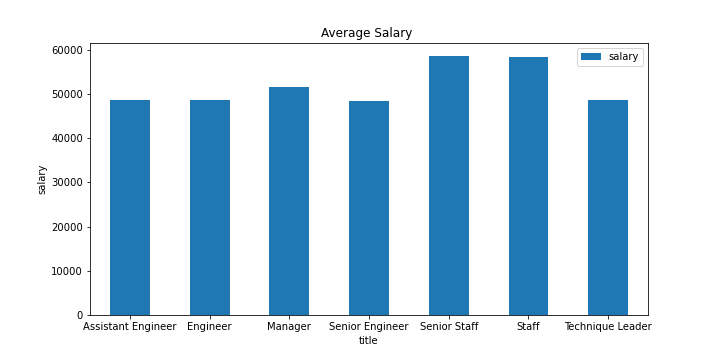 Average Salary
salary
60000
50000
40000
30000
20000
10000
0
salary
Assistant Engineer Engineer Manager Senior Engineer Senior Staff Staff Technique Leader
title